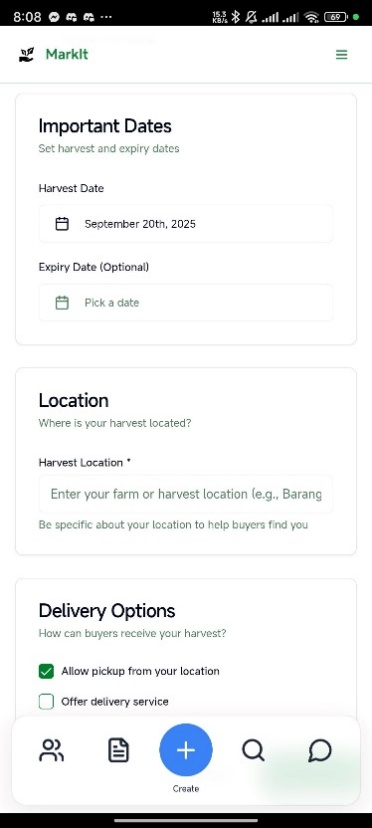 8:08 ... 15.3 KB/s 69
MarkIt
Important Dates
Set harvest and expiry dates
Harvest Date
September 20th, 2025
Expiry Date (Optional)
Pick a date
Location
Where is your harvest located?
Harvest Location *
Enter your farm or harvest location (e.g., Barang
Be specific about your location to help buyers find you
Delivery Options
How can buyers receive your harvest?
Allow pickup from your location
Offer delivery service
Create